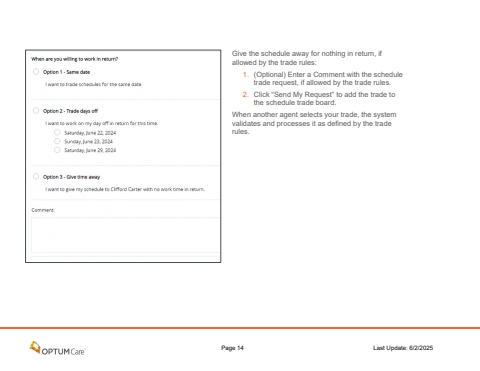 When are you willing to work in return?
Option 1 - Same date
I want to trade schedules for the same date.
Option 2 - Trade days off
I want to work on my day off in return for this time.
Saturday, June 22, 2024
Sunday, June 23, 2024
Saturday, June 29, 2024
Option 3 - Give time away
I want to give my schedule to Clifford Carter with no work time in return.
Comment:
Give the schedule away for nothing in return, if
allowed by the trade rules:
1. (Optional) Enter a Comment with the schedule
trade request, if allowed by the trade rules.
2. Click “Send My Request” to add the trade to
the schedule trade board.
When another agent selects your trade, the system
validates and processes it as defined by the trade
rules.
OPTUMCare
Page 14
Last Update: 6/2/2025